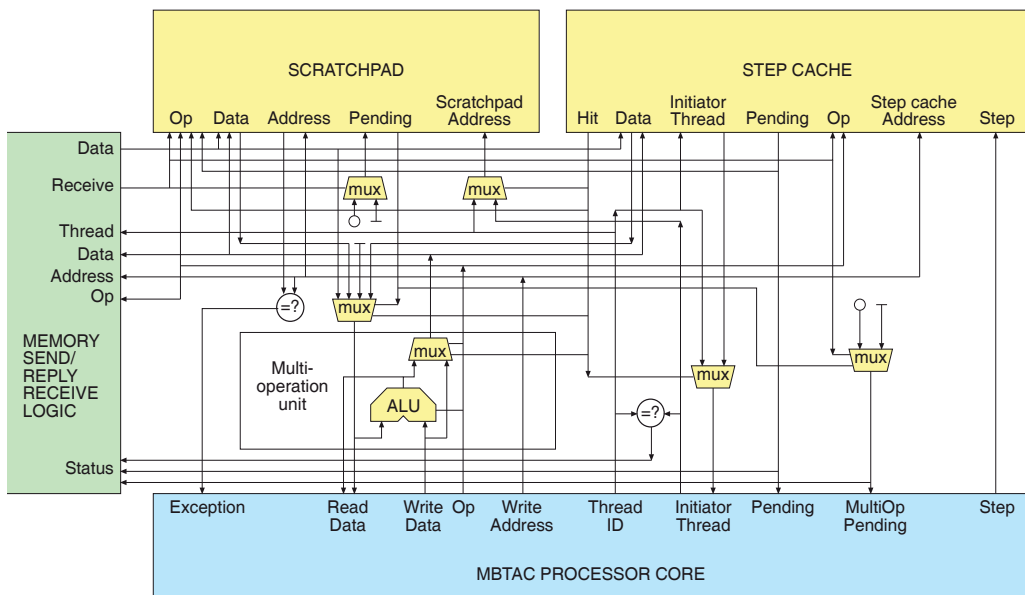 SCRATCHPAD
STEP CACHE
Op Data Address Pending Scratchpad Address
Hit Data Initiator Thread Pending Op Step cache Address Step
Data
Receive
Thread
Data
Address
Op
MEMORY
SEND/
REPLY
RECEIVE
LOGIC
Status
mux
mux
=?
mux
Multi-
operation
unit
mux
ALU
mux
mux
=?
Exception
Read
Data
Write
Data
Op
Write
Address
Thread
ID
Initiator
Thread
Pending
MultiOp
Pending
Step
MBTAC PROCESSOR CORE